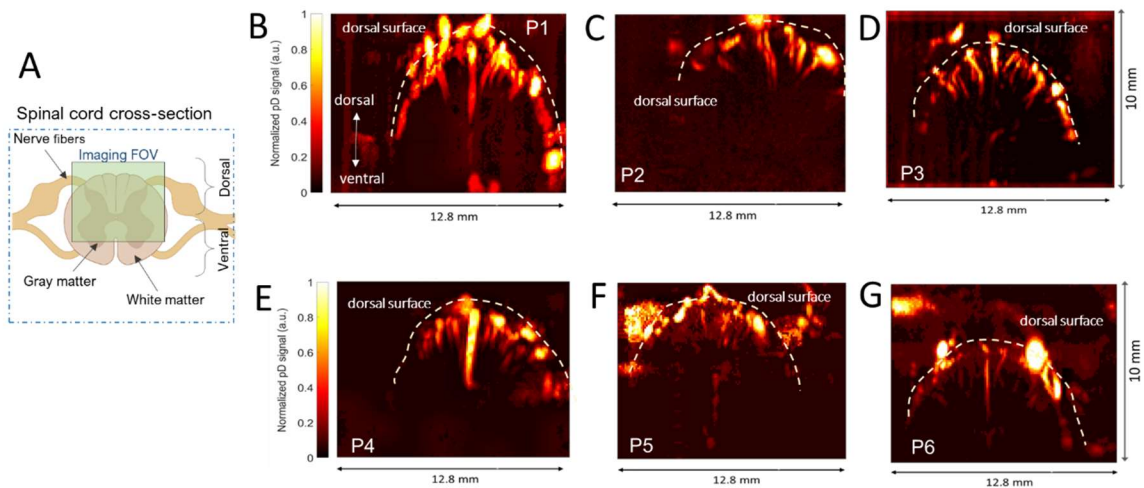 A
Spinal cord cross-section
Nerve fibers
Imaging FOV
Dorsal
Ventral
Gray matter
White matter
B
Normalized pD signal (a.u.)
1
0.8
0.6
0.4
0.2
0
dorsal surface
P1
dorsal
ventral
12.8 mm
C
dorsal surface
P2
12.8 mm
D
dorsal surface
P3
12.8 mm
10 mm
E
Normalized pD signal (a.u.)
1
0.8
0.6
0.4
0.2
0
dorsal surface
P4
12.8 mm
F
dorsal surface
P5
12.8 mm
G
dorsal surface
P6
12.8 mm
10 mm